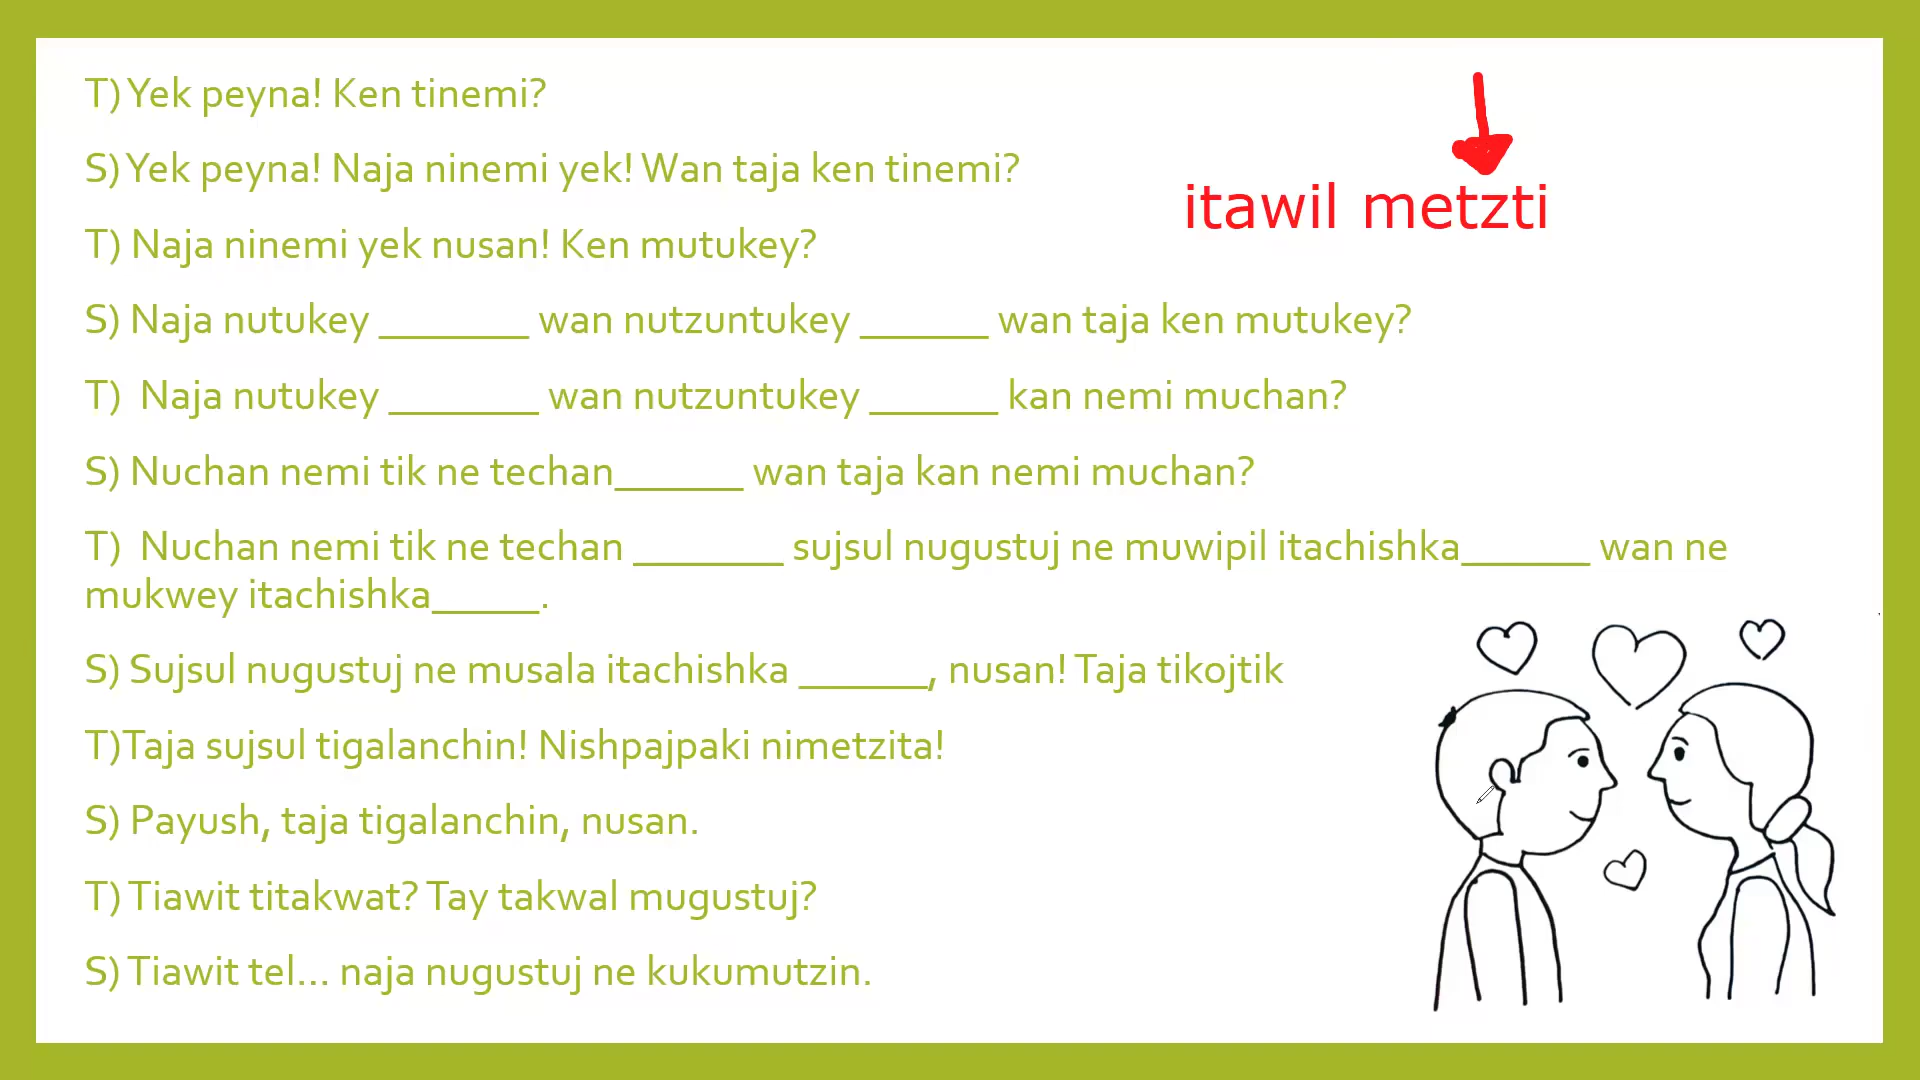 T) Yek peyna! Ken tinemi?
itawil metzti
S) Yek peyna! Naja ninemi yek! Wan taja ken tinemi?
T) Naja ninemi yek nusan! Ken mutukey?
S) Naja nutukey _______ wan nutzuntukey ______ wan taja ken mutukey?
T) Naja nutukey _______ wan nutzuntukey ______ kan nemi muchan?
S) Nuchan nemi tik ne techan______ wan taja kan nemi muchan?
T) Nuchan nemi tik ne techan _______ sujsul nugustuj ne muwipil itachishka______ wan ne
mukwey itachishka_____.
S) Sujsul nugustuj ne musala itachishka ______, nusan! Taja tikojtik
T)Taja sujsul tigalanchin! Nishpajpaki nimetzita!
S) Payush, taja tigalanchin, nusan.
T) Tiawit titakwat? Tay takwal mugustuj?
S) Tiawit tel... naja nugustuj ne kukumutzin.